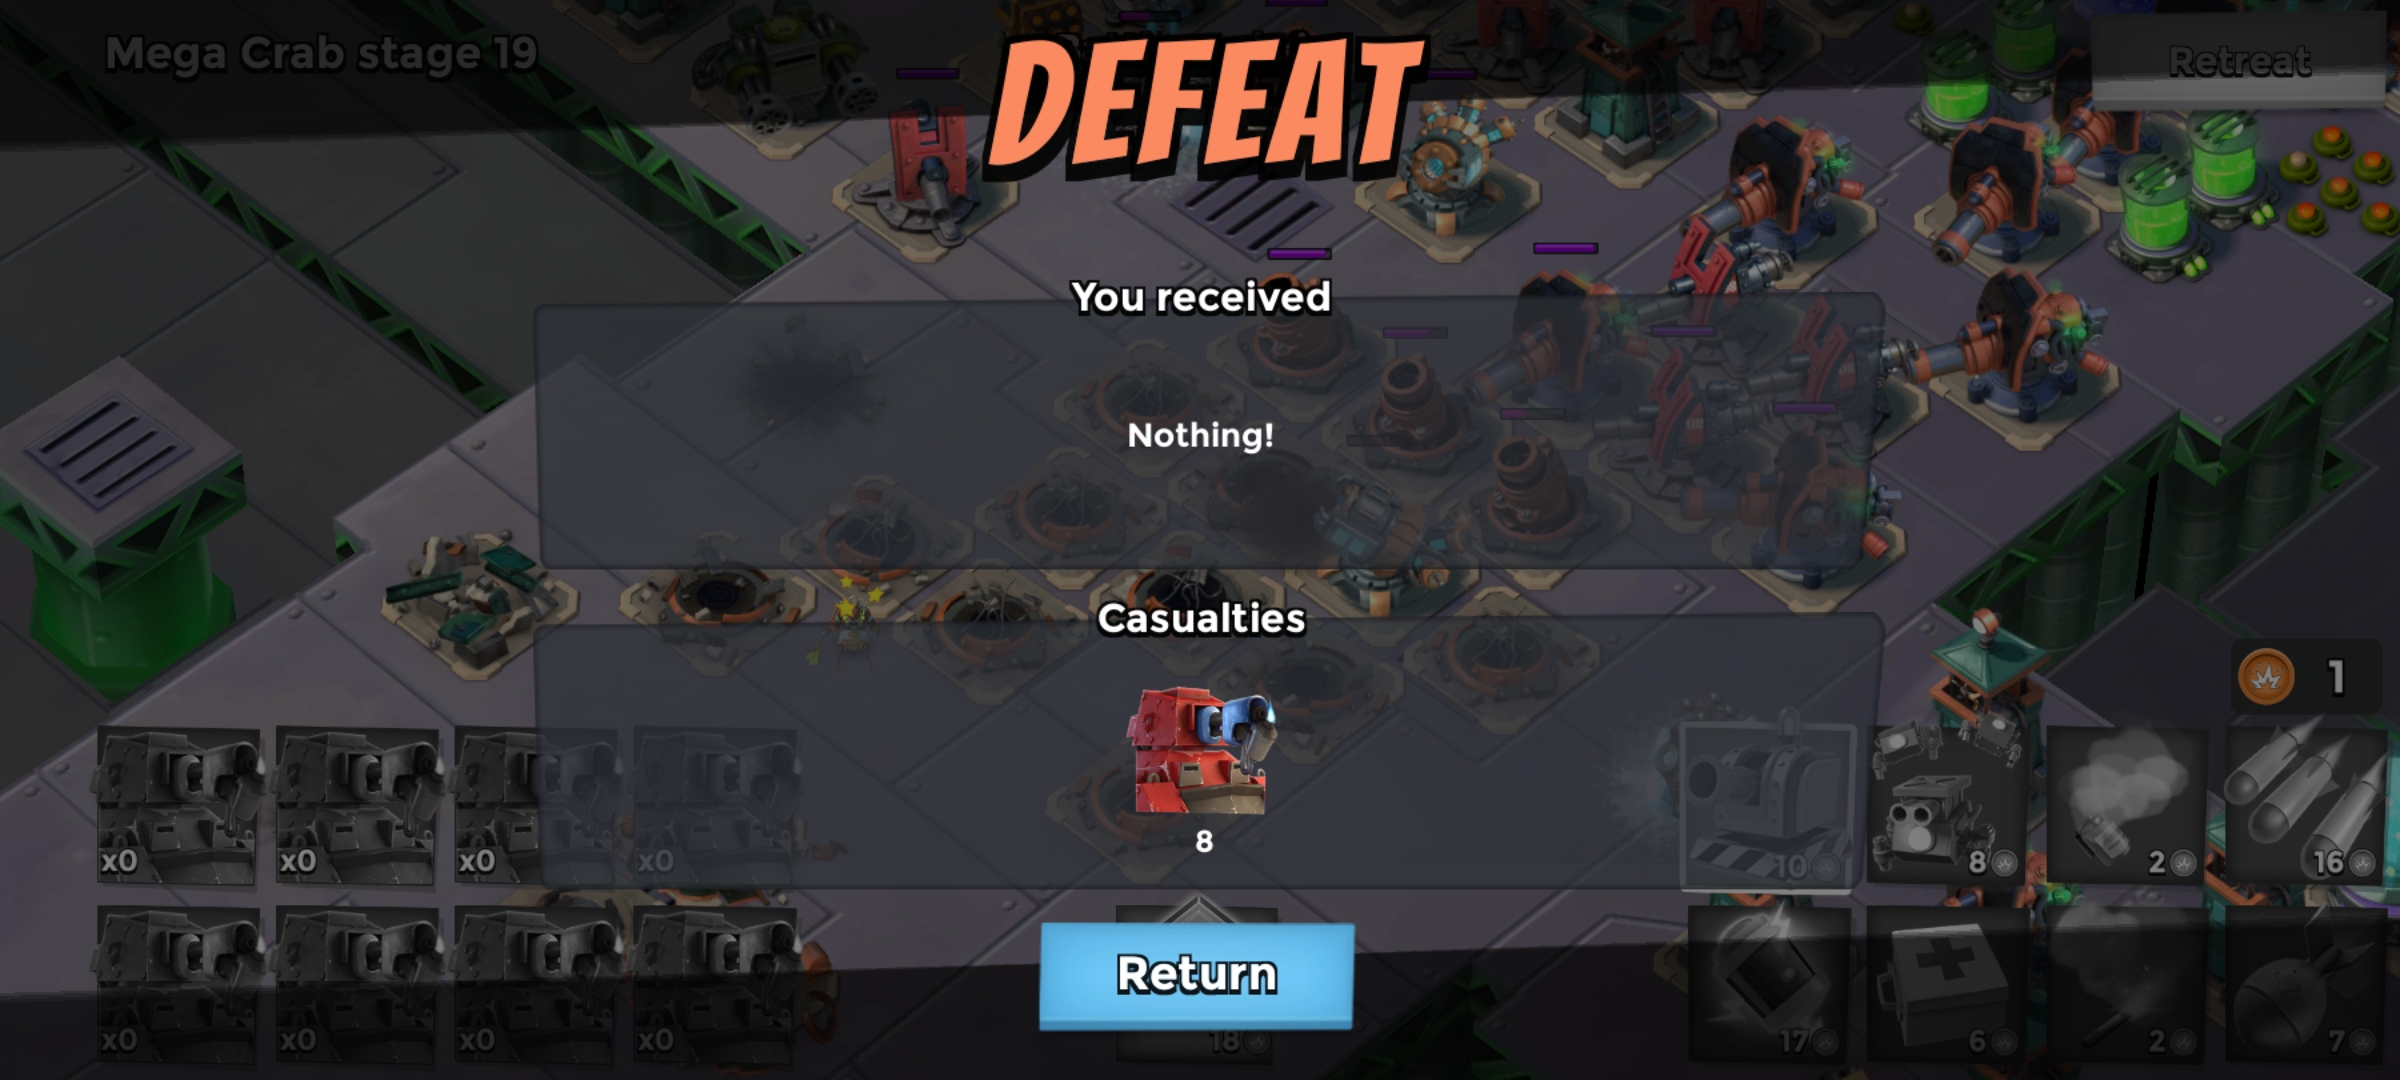 Mega Crab stage 19
DEFEAT
Retreat
You received
Nothing!
Casualties
8
1
x0 x0 x0 x0
10 8 2 16
x0 x0 x0 x0
Return
18
17 6 2 7